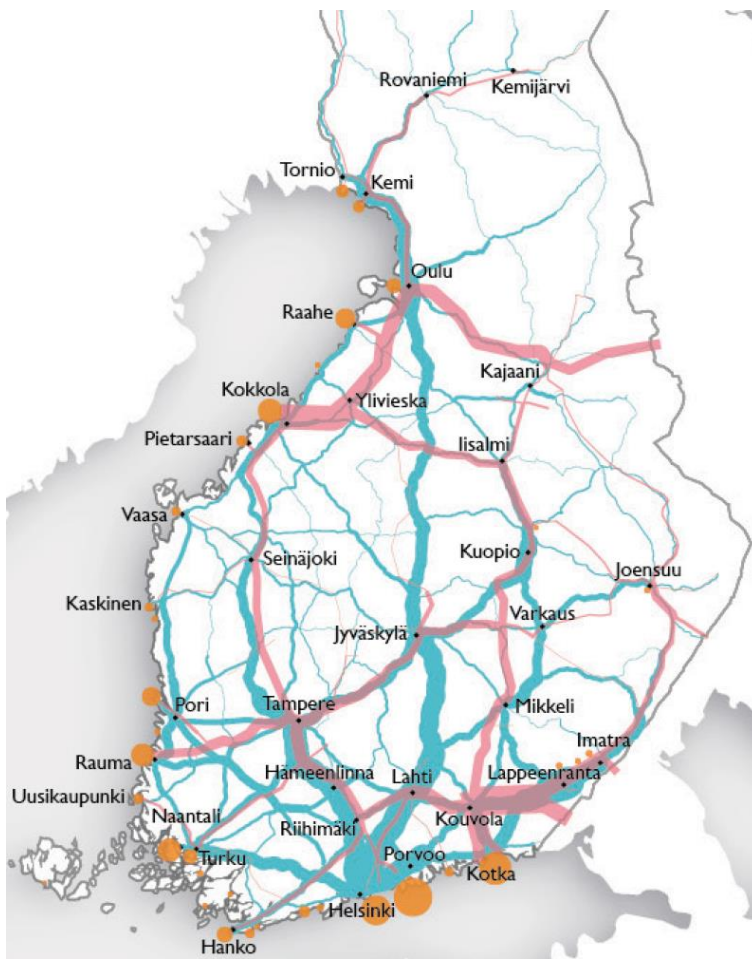 Rovaniemi
Kemijärvi
Tornio
Kemi
Oulu
Raahe
Kajaani
Kokkola
Ylivieska
Pietarsaari
Iisalmi
Vaasa
Kuopio
Seinäjoki
Joensuu
Kaskinen
Varkaus
Jyväskylä
Pori
Tampere
Mikkeli
Imatra
Rauma
Hämeenlinna
Lahti
Lappeenranta
Uusikaupunki
Naantali
Riihimäki
Kouvola
Turku
Porvoo
Kotka
Helsinki
Hanko